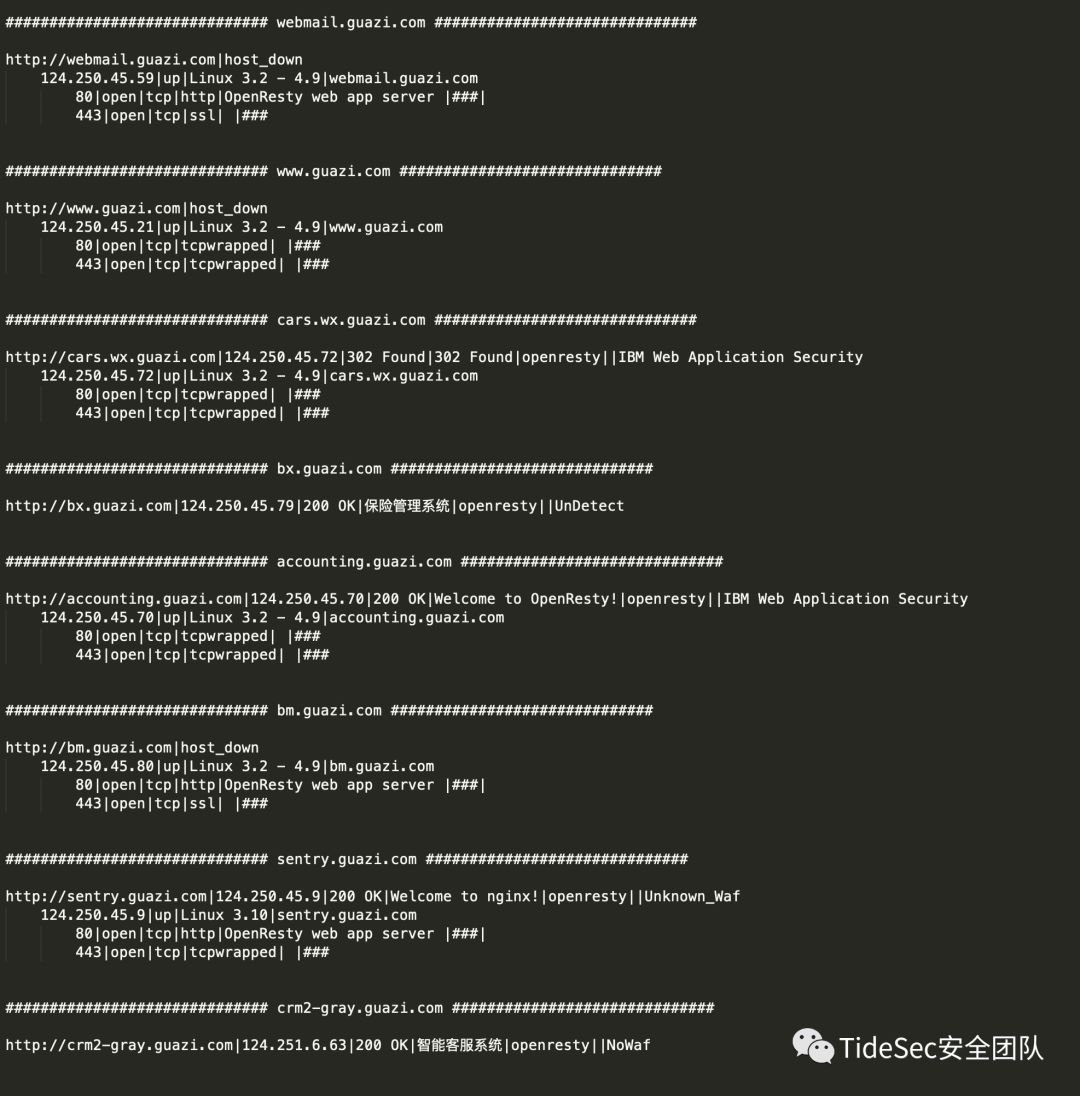 ############################## webmail.guazi.com ##############################
http://webmail.guazi.com|host_down
124.250.45.59|up|Linux 3.2 - 4.9|webmail.guazi.com
80|open|tcp|http|OpenResty web app server |###|
443|open|tcp|ssl| |###
############################## www.guazi.com ##############################
http://www.guazi.com|host_down
124.250.45.21|up|Linux 3.2 - 4.9|www.guazi.com
80|open|tcp|tcpwrapped| |###
443|open|tcp|tcpwrapped| |###
############################## cars.wx.guazi.com ##############################
http://cars.wx.guazi.com|124.250.45.72|302 Found|302 Found|openresty||IBM Web Application Security
124.250.45.72|up|Linux 3.2 - 4.9|cars.wx.guazi.com
80|open|tcp|tcpwrapped| |###
443|open|tcp|tcpwrapped| |###
############################## bx.guazi.com ##############################
http://bx.guazi.com|124.250.45.79|200 OK|保险管理系统|openresty||UnDetect
############################## accounting.guazi.com ##############################
http://accounting.guazi.com|124.250.45.70|200 OK|Welcome to OpenResty!|openresty||IBM Web Application Security
124.250.45.70|up|Linux 3.2 - 4.9|accounting.guazi.com
80|open|tcp|tcpwrapped| |###
443|open|tcp|tcpwrapped| |###
############################## bm.guazi.com ##############################
http://bm.guazi.com|host_down
124.250.45.80|up|Linux 3.2 - 4.9|bm.guazi.com
80|open|tcp|http|OpenResty web app server |###|
443|open|tcp|ssl| |###
############################## sentry.guazi.com ##############################
http://sentry.guazi.com|124.250.45.9|200 OK|Welcome to nginx!|openresty||Unknown_Waf
124.250.45.9|up|Linux 3.10|sentry.guazi.com
80|open|tcp|http|OpenResty web app server |###|
443|open|tcp|tcpwrapped| |###
############################## crm2-gray.guazi.com ##############################
http://crm2-gray.guazi.com|124.251.6.63|200 OK|智能客服系统|openresty||NoWaf
TideSec安全团队